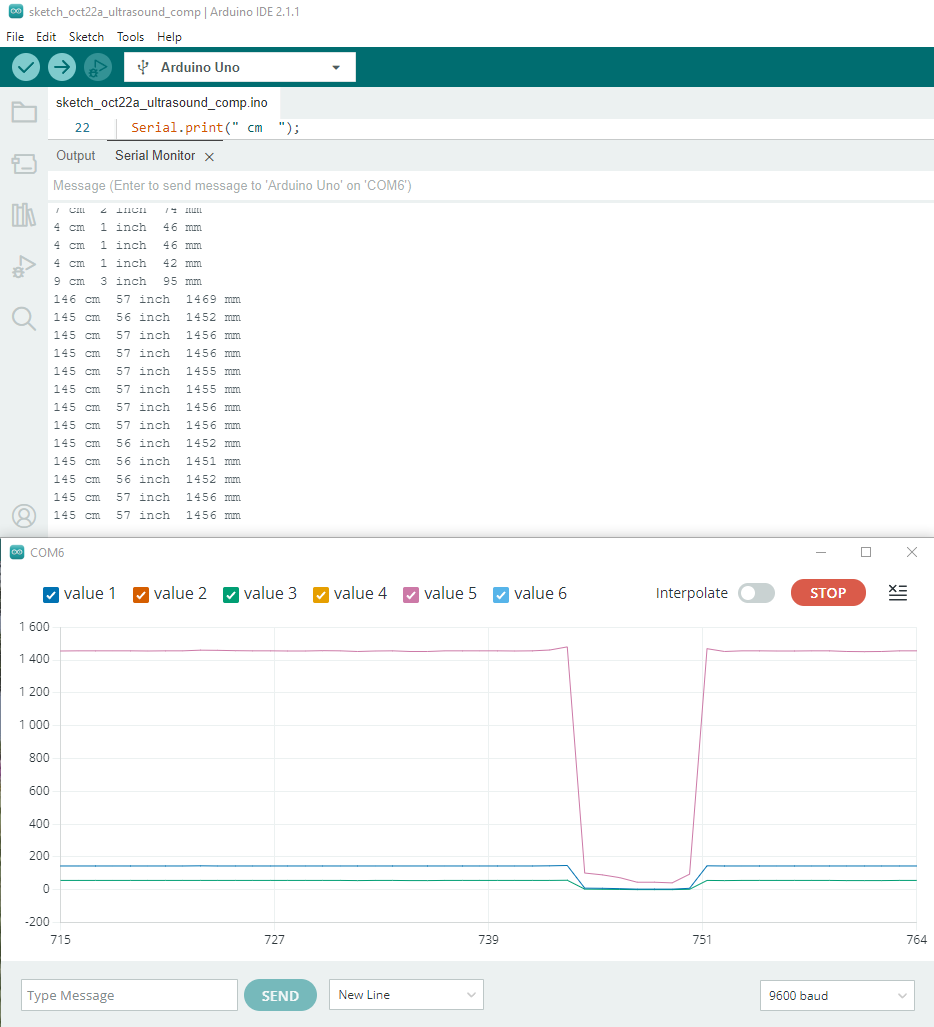 sketch_oct22a_ultrasound_comp | Arduino IDE 2.1.1
File Edit Sketch Tools Help
Arduino Uno
sketch_oct22a_ultrasound_comp.ino
22 Serial.print(" cm  ");
Output Serial Monitor
Message (Enter to send message to 'Arduino Uno' on 'COM6')
7 cm  2 inch  74 mm
4 cm  1 inch  46 mm
4 cm  1 inch  46 mm
4 cm  1 inch  42 mm
9 cm  3 inch  95 mm
146 cm  57 inch  1469 mm
145 cm  56 inch  1452 mm
145 cm  57 inch  1456 mm
145 cm  57 inch  1456 mm
145 cm  57 inch  1455 mm
145 cm  57 inch  1455 mm
145 cm  57 inch  1456 mm
145 cm  57 inch  1456 mm
145 cm  56 inch  1452 mm
145 cm  56 inch  1451 mm
145 cm  56 inch  1452 mm
145 cm  57 inch  1456 mm
145 cm  57 inch  1456 mm
COM6
value 1 value 2 value 3 value 4 value 5 value 6 Interpolate STOP
1 600
1 400
1 200
1 000
800
600
400
200
0
-200
715 727 739 751 764
Type Message SEND New Line 9600 baud